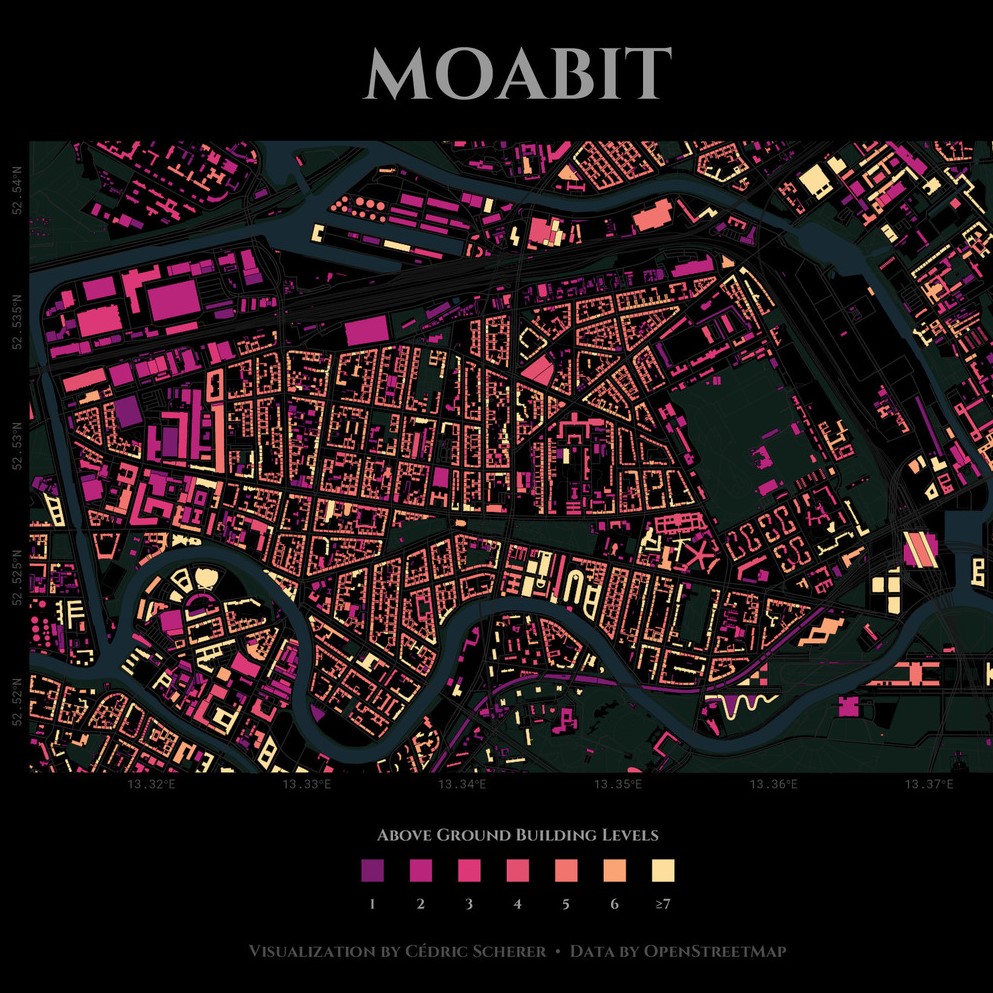 MOABIT
52.54°N
52.535°N
52.53°N
52.525°N
52.52°N
13.32°E
13.33°E
13.34°E
13.35°E
13.36°E
13.37°E
Above Ground Building Levels
1 2 3 4 5 6 ≥7
Visualization by Cédric Scherer • Data by OpenStreetMap